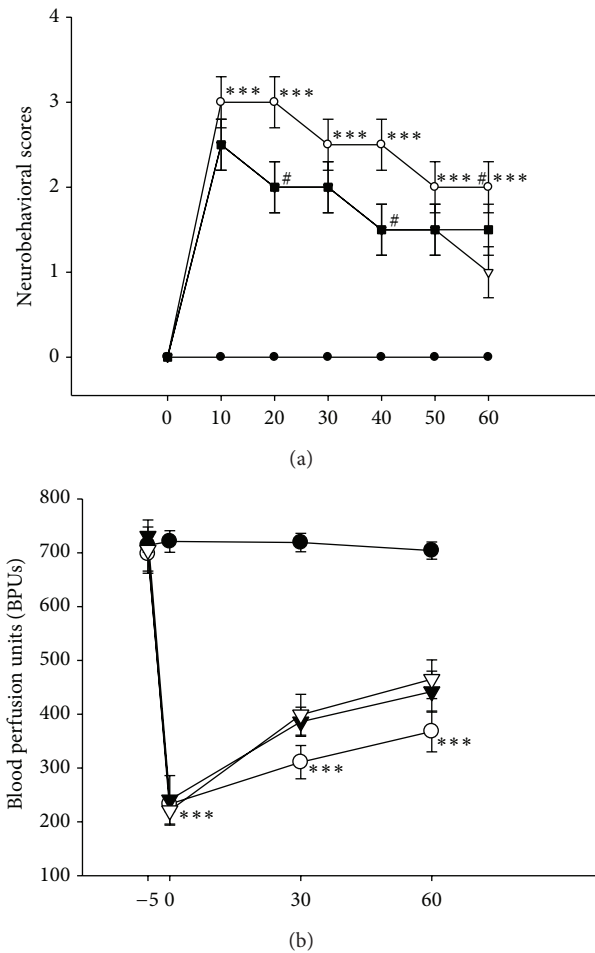 4
3
2
1
0
Neurobehavioral scores
∗∗∗ ∗∗∗
∗∗∗ ∗∗∗
∗∗∗ # ∗∗∗
#
#
0 10 20 30 40 50 60
(a)
800
700
600
500
400
300
200
100
Blood perfusion units (BPUs)
∗∗∗
∗∗∗
∗∗∗
−5 0 30 60
(b)